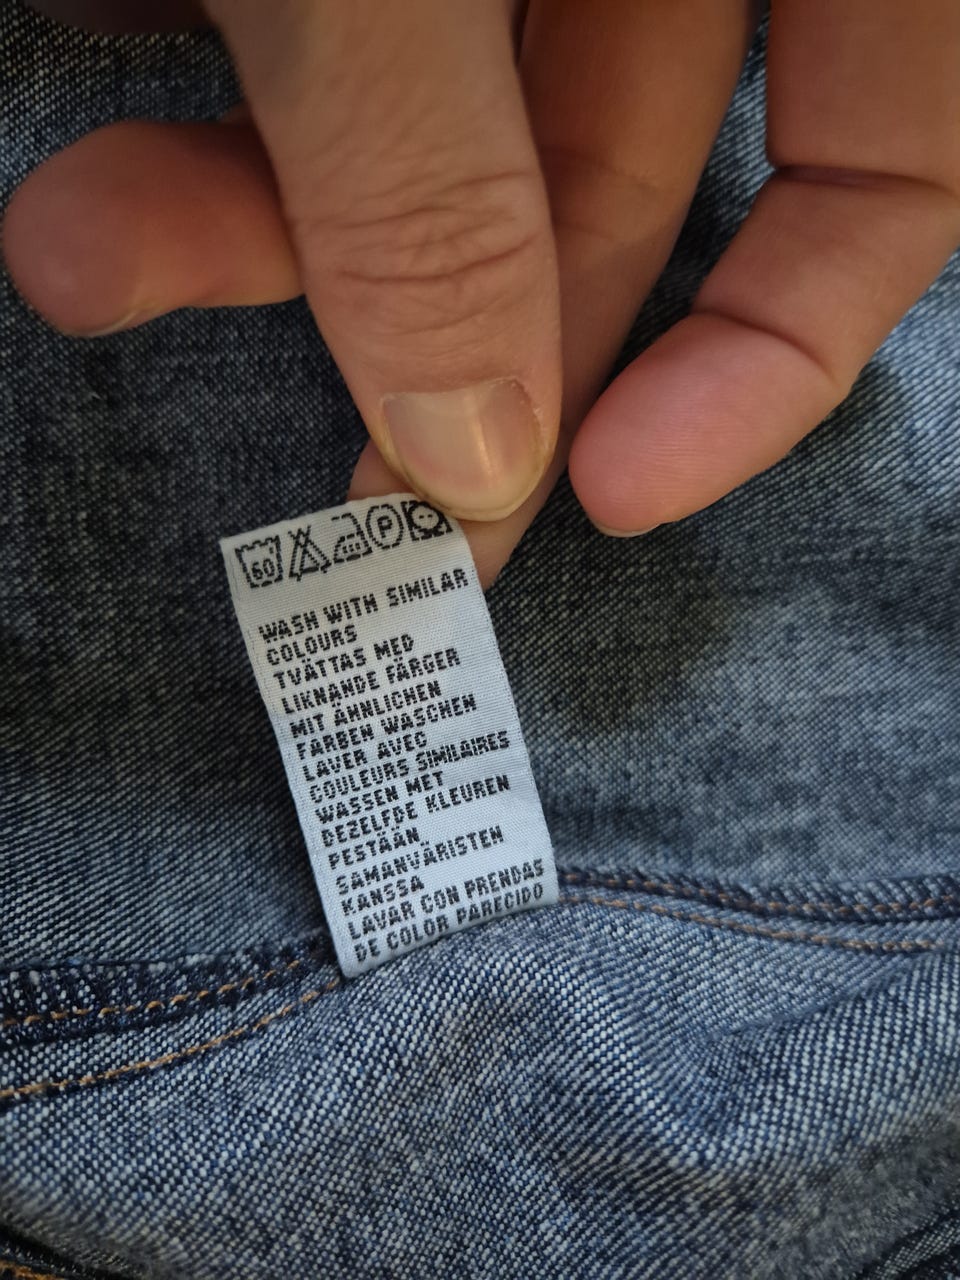 60 P
WASH WITH SIMILAR
COLOURS
TVÄTTAS MED
LIKNANDE FÄRGER
MIT ÄHNLICHEN
FARBEN WASCHEN
LAVER AVEC
COULEURS SIMILAIRES
WASSEN MET
DEZELFDE KLEUREN
PESTÄÄN
SAMANVÄRISTEN
KANSSA
LAVAR CON PRENDAS
DE COLOR PARECIDO